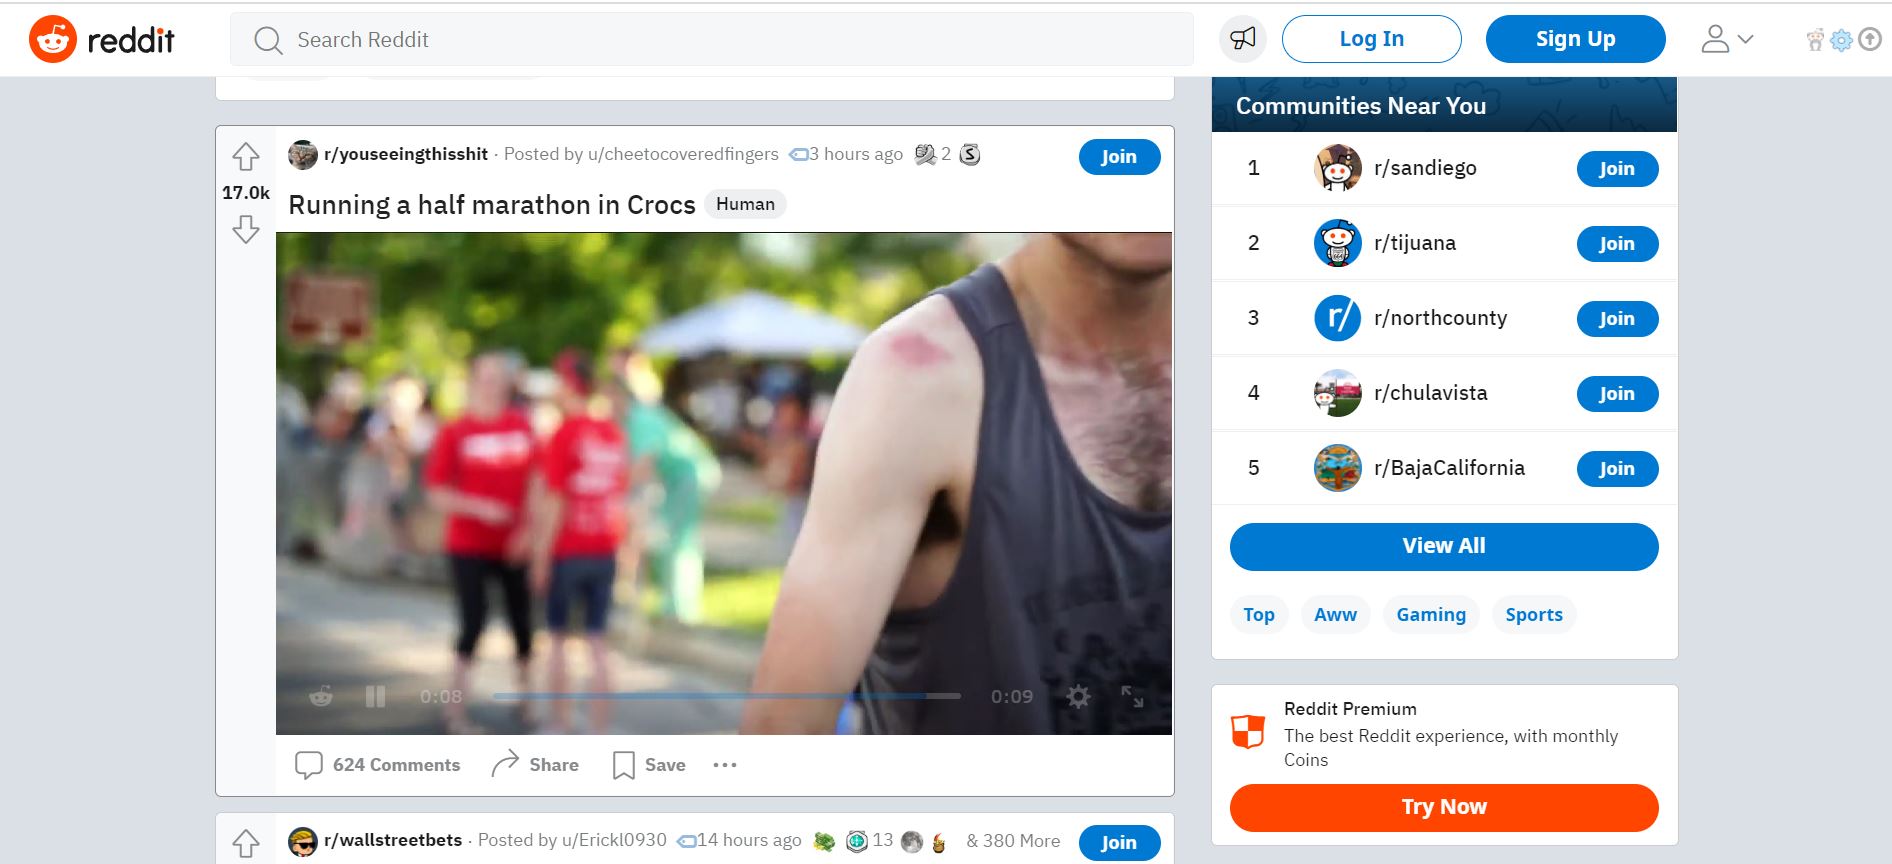 reddit
Search Reddit
Log In
Sign Up
r/youseeingthisshit · Posted by u/cheetocoveredfingers 3 hours ago 2 S
Join
17.0k
Running a half marathon in Crocs Human
0:08
0:09
624 Comments Share Save ...
r/wallstreetbets · Posted by u/Erickl0930 14 hours ago 13 & 380 More
Join
Communities Near You
1 r/sandiego Join
2 r/tijuana Join
3 r/ r/northcounty Join
4 r/chulavista Join
5 r/BajaCalifornia Join
View All
Top Aww Gaming Sports
Reddit Premium
The best Reddit experience, with monthly
Coins
Try Now